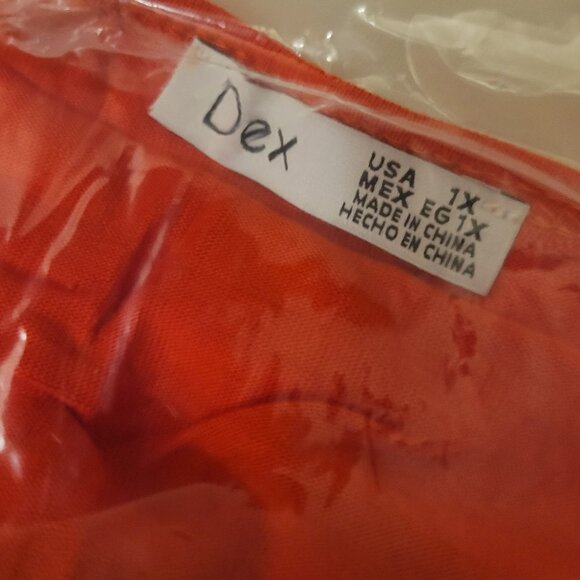 Dex
USA 1X
MEX EG 1X
MADE IN CHINA
HECHO EN CHINA